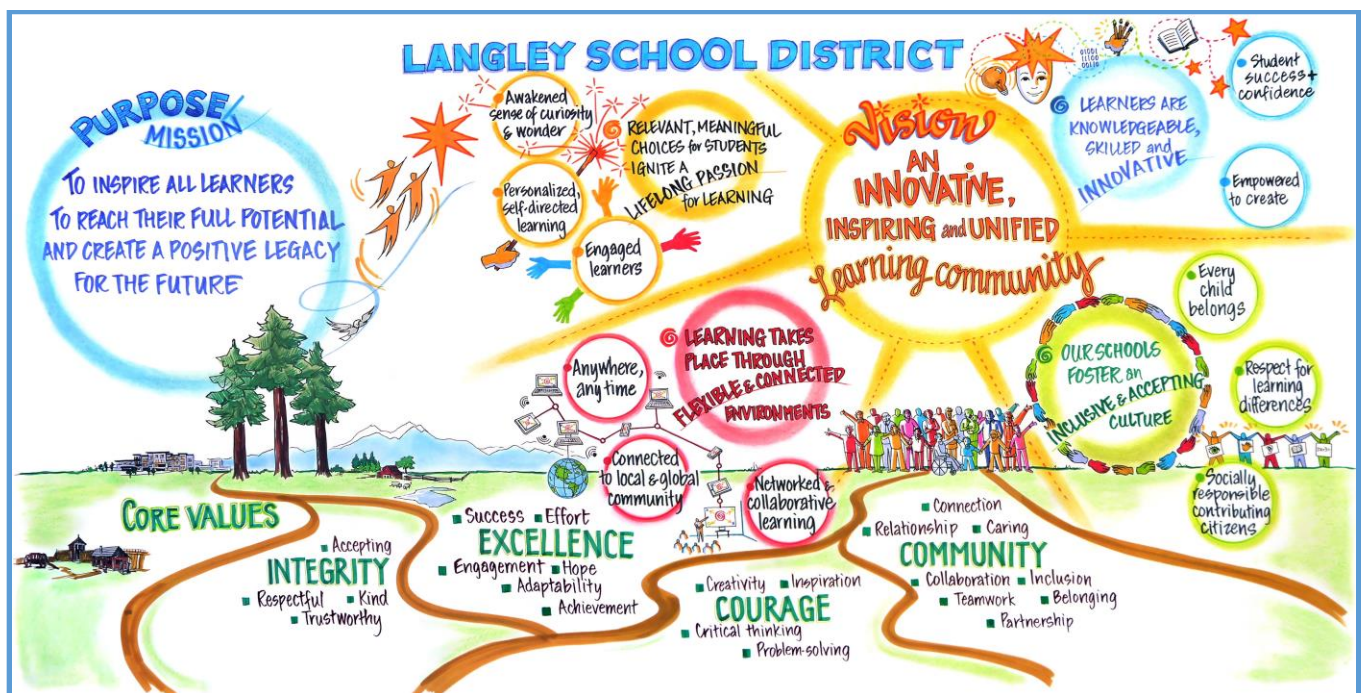 LANGLEY SCHOOL DISTRICT
PURPOSE
MISSION
TO INSPIRE ALL LEARNERS
TO REACH THEIR FULL POTENTIAL
AND CREATE A POSITIVE LEGACY
FOR THE FUTURE
Awakened
sense of curiosity
& wonder
Personalized,
self-directed
learning
Engaged
learners
RELEVANT, MEANINGFUL
CHOICES for STUDENTS
IGNITE A
LIFELONG PASSION
for LEARNING
Vision
AN
INNOVATIVE,
INSPIRING and UNIFIED
Learning community
01001
11100
00110
LEARNERS ARE
KNOWLEDGEABLE,
SKILLED and
INNOVATIVE
Student
success +
confidence
Empowered
to create
LEARNING TAKES
PLACE THROUGH
FLEXIBLE & CONNECTED
ENVIRONMENTS
Anywhere,
any time
Connected
to local & global
community
Networked &
collaborative
learning
OUR SCHOOLS
FOSTER an
INCLUSIVE & ACCEPTING
CULTURE
Every
child
belongs
Respect for
learning
differences
Socially
responsible
contributing
citizens
CORE VALUES
Accepting
INTEGRITY
Respectful Kind
Trustworthy
Success Effort
EXCELLENCE
Engagement Hope
Adaptability
Achievement
Creativity Inspiration
COURAGE
Critical thinking
Problem-solving
Connection
Relationship Caring
COMMUNITY
Collaboration Inclusion
Teamwork Belonging
Partnership